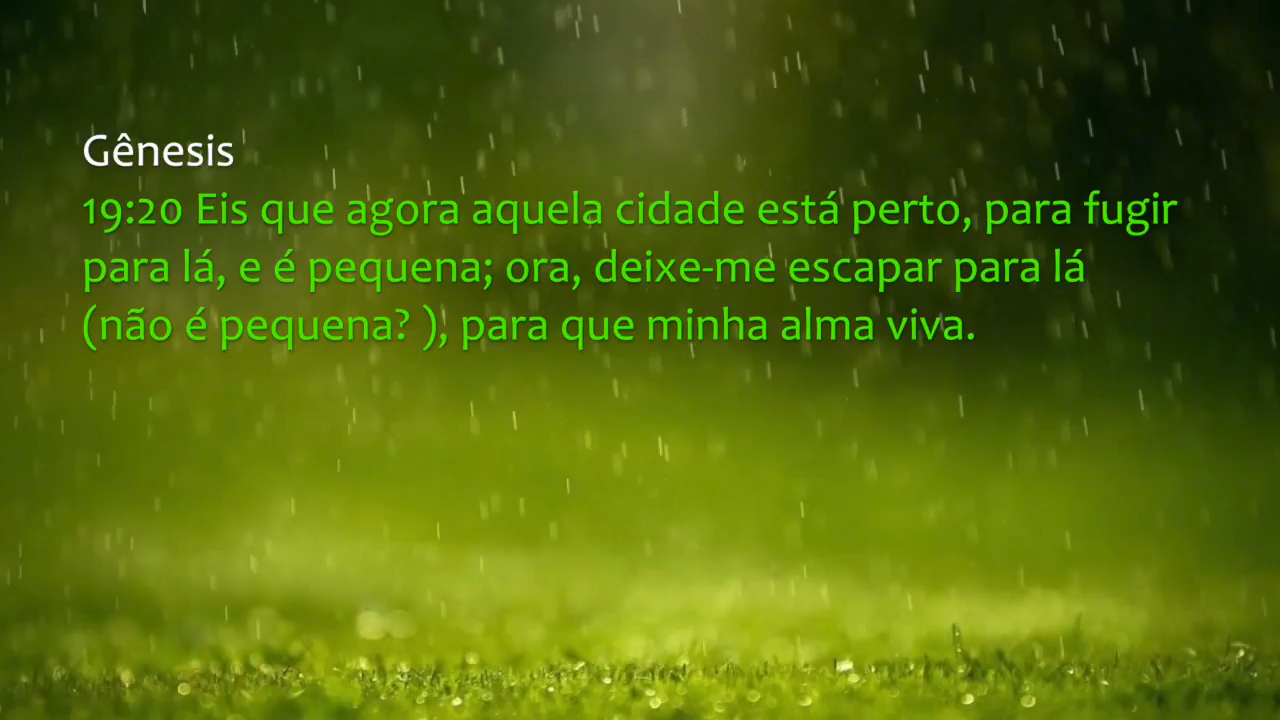 Gênesis
19:20 Eis que agora aquela cidade está perto, para fugir
para lá, e é pequena; ora, deixe-me escapar para lá
(não é pequena? ), para que minha alma viva.